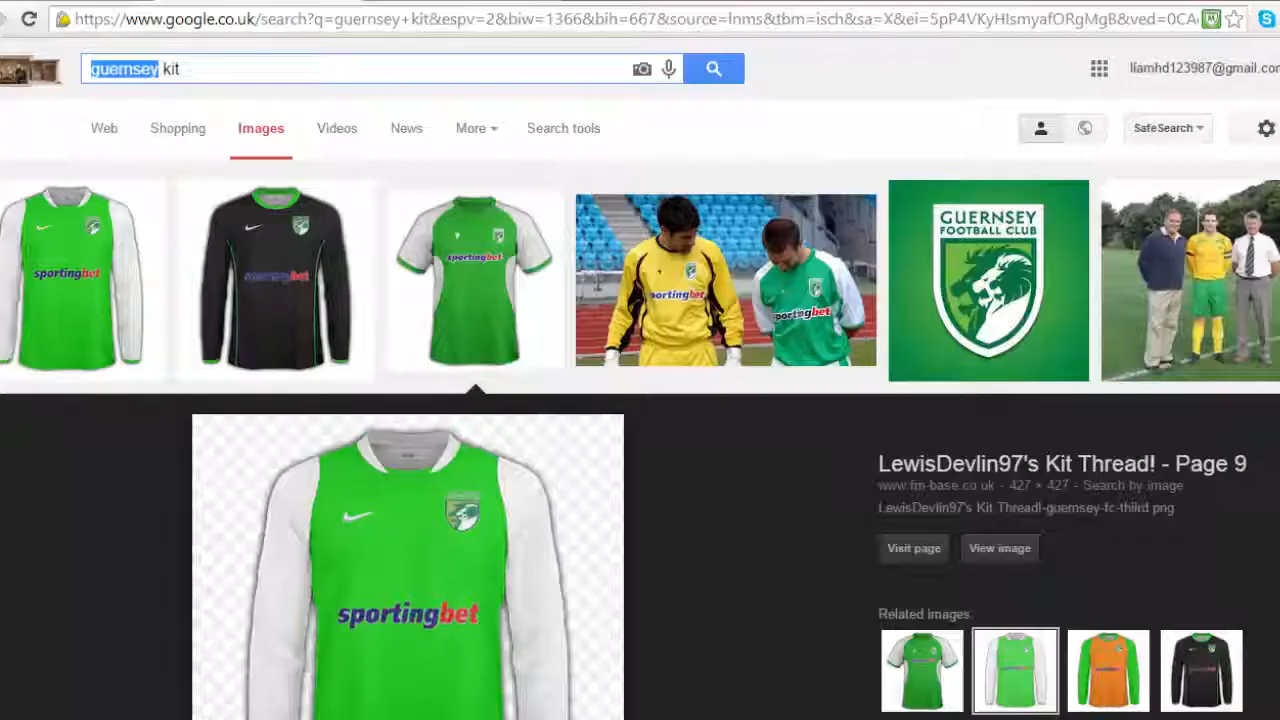 https://www.google.co.uk/search?q=guernsey+kit&espv=2&biw=1366&bih=667&source=lnms&tbm=isch&sa=X&ei=5pP4VKyHIsmyafORgMgB&ved=0CA
guernsey kit
liamhd123987@gmail.com
Web Shopping Images Videos News More Search tools
SafeSearch
sportingbet
sportingbet
sportingbet
sportingbet
sportingbet
GUERNSEY
FOOTBALL CLUB
sportingbet
LewisDevlin97's Kit Thread! - Page 9
www.fm-base.co.uk - 427 × 427 - Search by image
LewisDevlin97's Kit Thread!-guernsey-fc-thiird.png
Visit page View image
Related images: